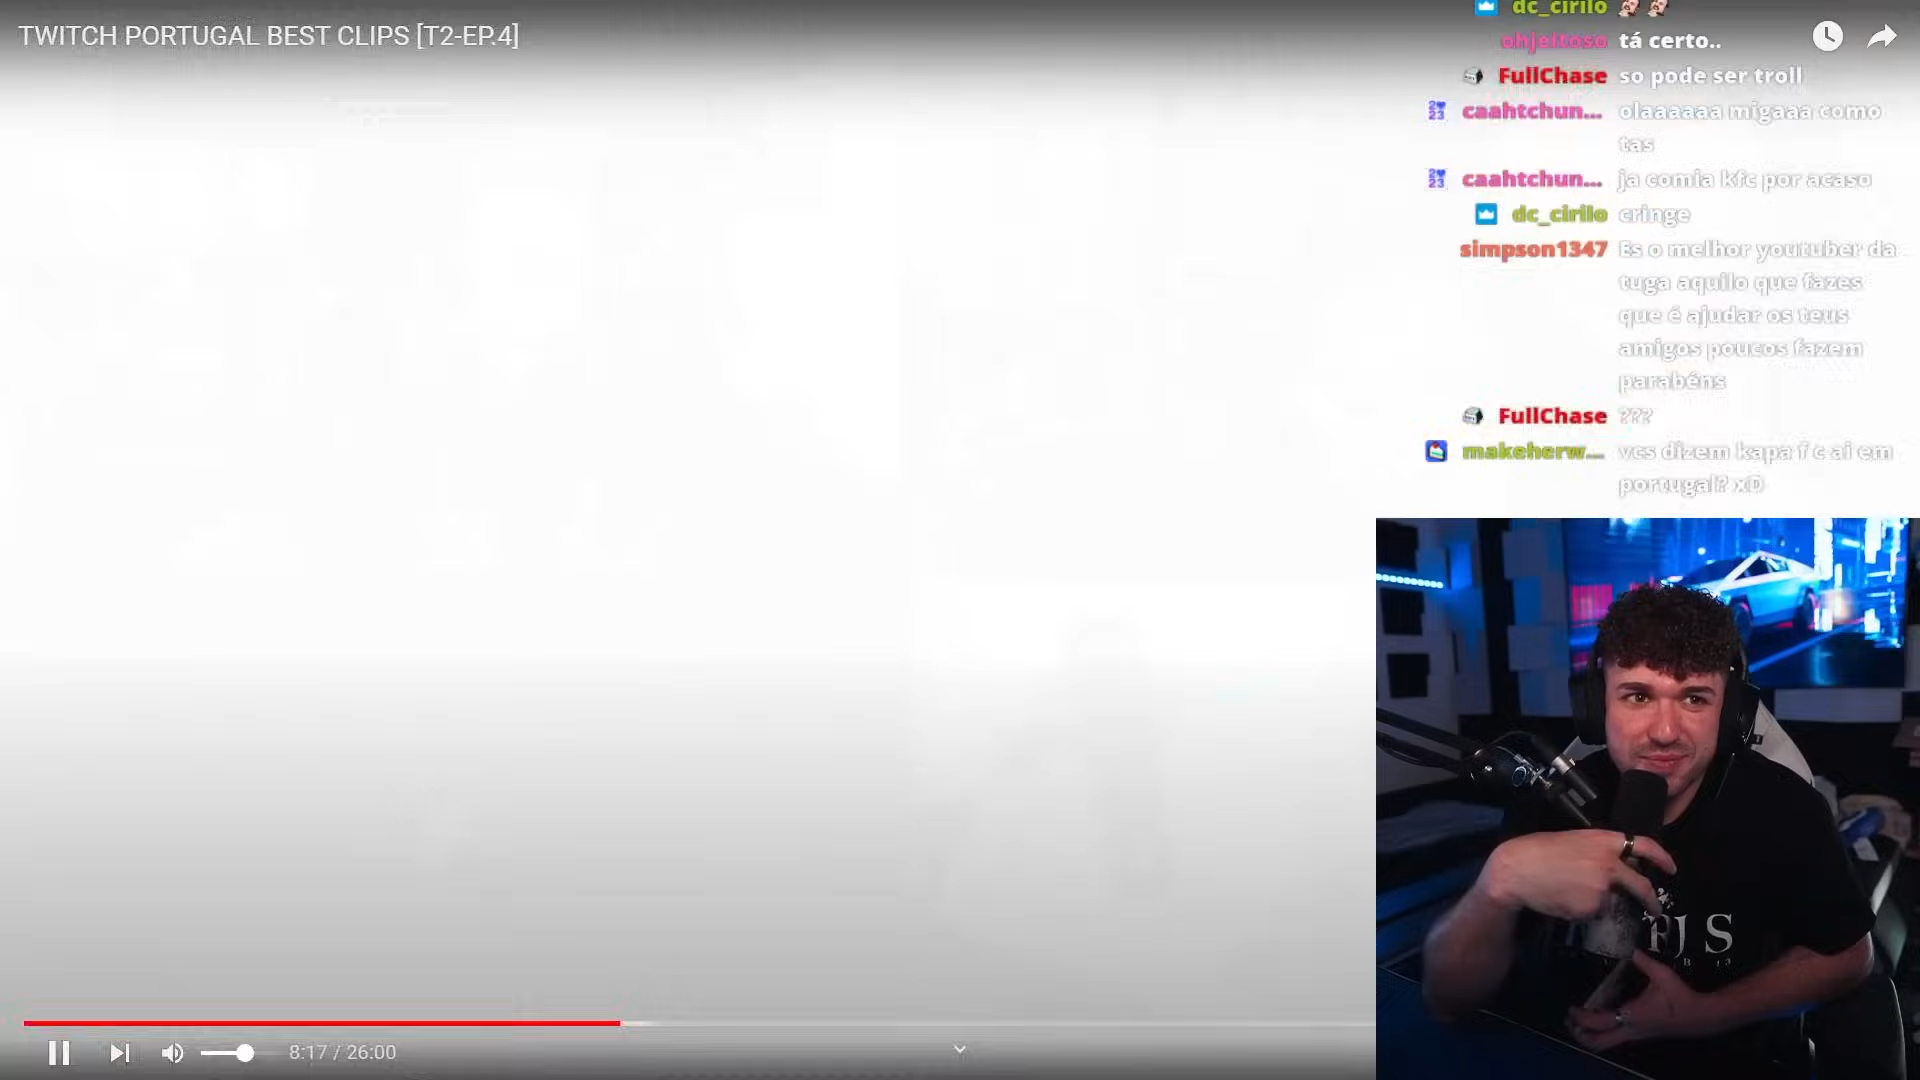 TWITCH PORTUGAL BEST CLIPS [T2-EP.4]
dc_cirilo
ohjeitoso tá certo..
FullChase so pode ser troll
caahtchun... olaaaaaa migaaa como
tas
caahtchun... ja comia kfc por acaso
dc_cirilo cringe
simpson1347 Es o melhor youtuber da
tuga aquilo que fazes
que é ajudar os teus
amigos poucos fazem
parabéns
FullChase ???
makeherw... vcs dizem kapa f c ai em
portugal? xD
JS
8:17 / 26:00